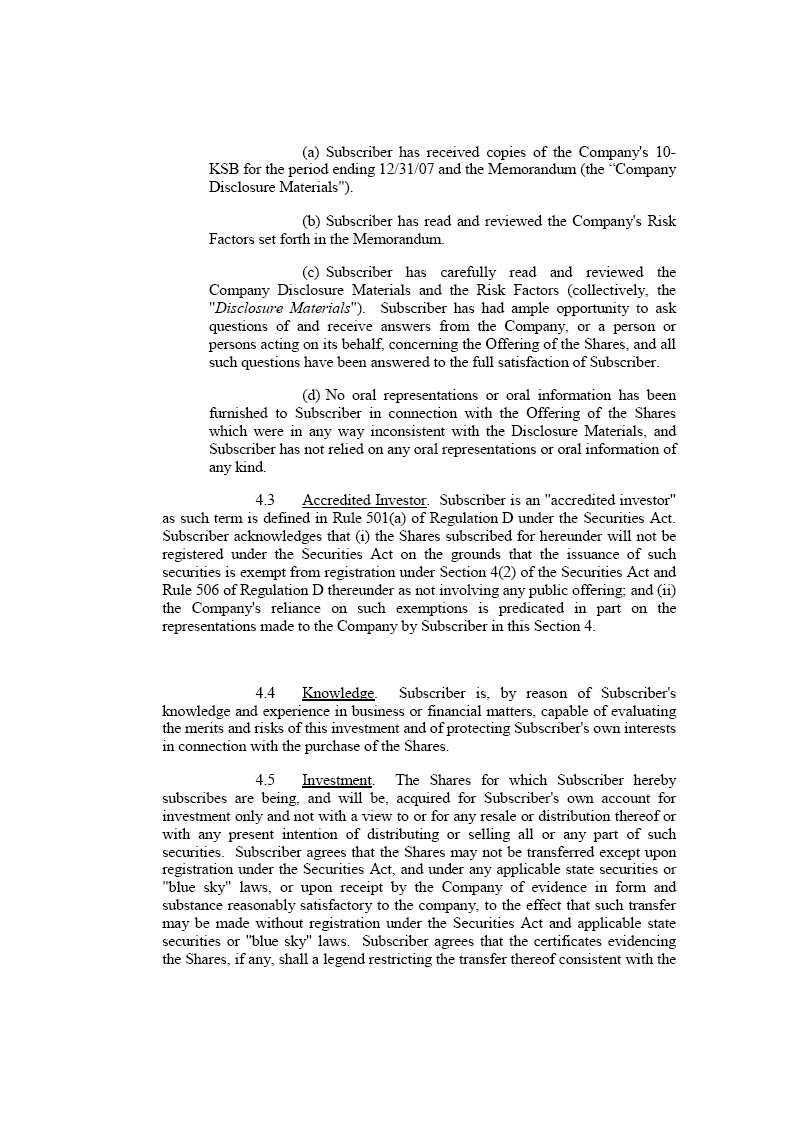 (a) Subscriber has received copies of the Company's 10-
KSB for the period ending 12/31/07 and the Memorandum (the “Company
Disclosure Materials").
(b) Subscriber has read and reviewed the Company's Risk
Factors set forth in the Memorandum.
(c) Subscriber has carefully read and reviewed the
Company Disclosure Materials and the Risk Factors (collectively, the
"Disclosure Materials"). Subscriber has had ample opportunity to ask
questions of and receive answers from the Company, or a person or
persons acting on its behalf, concerning the Offering of the Shares, and all
such questions have been answered to the full satisfaction of Subscriber.
(d) No oral representations or oral information has been
furnished to Subscriber in connection with the Offering of the Shares
which were in any way inconsistent with the Disclosure Materials, and
Subscriber has not relied on any oral representations or oral information of
any kind.
4.3 Accredited Investor. Subscriber is an "accredited investor"
as such term is defined in Rule 501(a) of Regulation D under the Securities Act.
Subscriber acknowledges that (i) the Shares subscribed for hereunder will not be
registered under the Securities Act on the grounds that the issuance of such
securities is exempt from registration under Section 4(2) of the Securities Act and
Rule 506 of Regulation D thereunder as not involving any public offering; and (ii)
the Company's reliance on such exemptions is predicated in part on the
representations made to the Company by Subscriber in this Section 4.
4.4 Knowledge. Subscriber is, by reason of Subscriber's
knowledge and experience in business or financial matters, capable of evaluating
the merits and risks of this investment and of protecting Subscriber's own interests
in connection with the purchase of the Shares.
4.5 Investment. The Shares for which Subscriber hereby
subscribes are being, and will be, acquired for Subscriber's own account for
investment only and not with a view to or for any resale or distribution thereof or
with any present intention of distributing or selling all or any part of such
securities. Subscriber agrees that the Shares may not be transferred except upon
registration under the Securities Act, and under any applicable state securities or
"blue sky" laws, or upon receipt by the Company of evidence in form and
substance reasonably satisfactory to the company, to the effect that such transfer
may be made without registration under the Securities Act and applicable state
securities or "blue sky" laws. Subscriber agrees that the certificates evidencing
the Shares, if any, shall a legend restricting the transfer thereof consistent with the